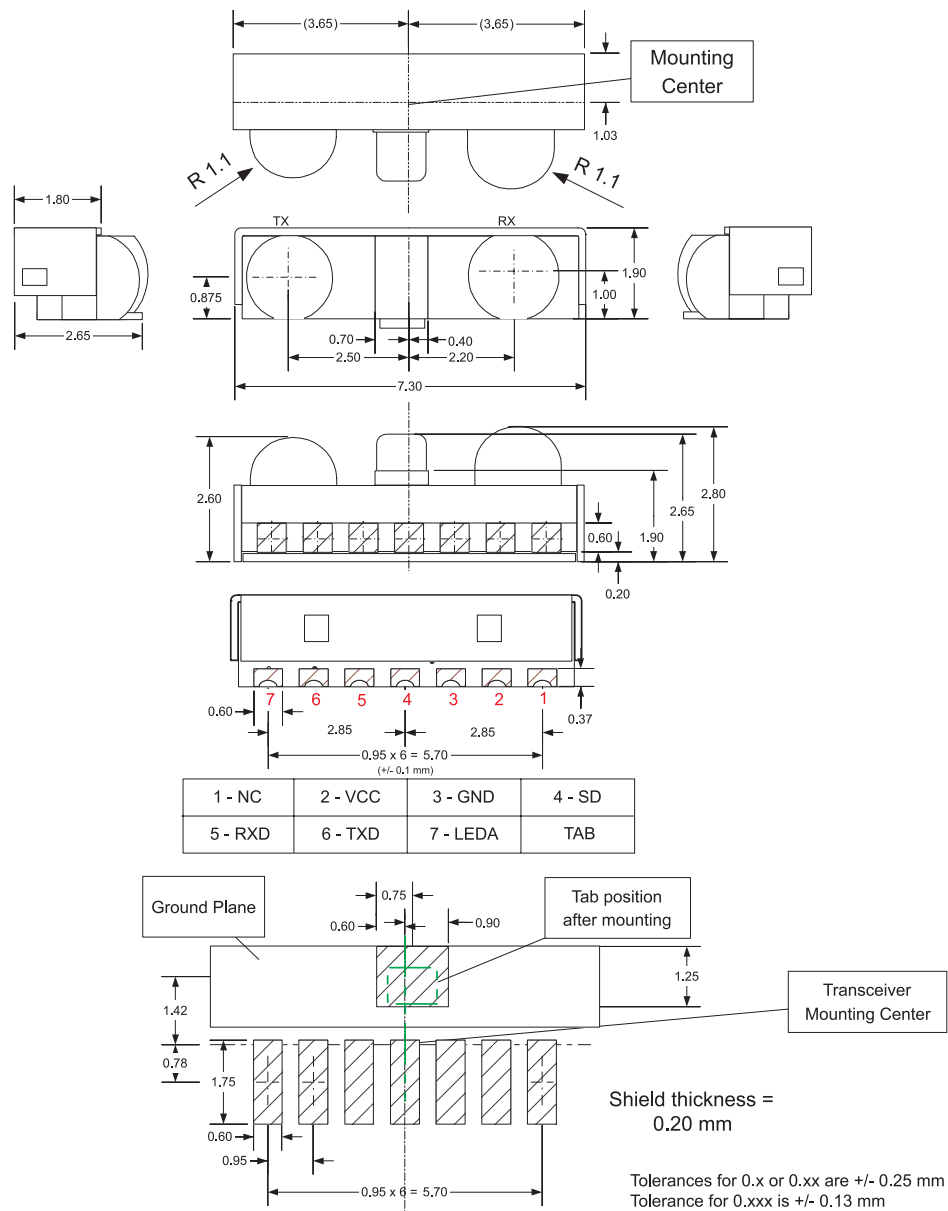 (3.65) (3.65)
Mounting
Center
1.03
R 1.1 R 1.1
1.80
TX RX
1.90
0.875 1.00
2.65
0.70 0.40
2.50 2.20
7.30
2.60 2.80
2.65
0.60 1.90
0.20
7 6 5 4 3 2 1
0.60 0.37
2.85 2.85
0.95 x 6 = 5.70
(+/- 0.1 mm)
1 - NC 2 - VCC 3 - GND 4 - SD
5 - RXD 6 - TXD 7 - LEDA TAB
0.75
Ground Plane Tab position
after mounting
0.60 0.90
1.25
1.42 Transceiver
Mounting Center
0.78
1.75
Shield thickness =
0.20 mm
0.60
0.95
0.95 x 6 = 5.70
Tolerances for 0.x or 0.xx are +/- 0.25 mm
Tolerance for 0.xxx is +/- 0.13 mm